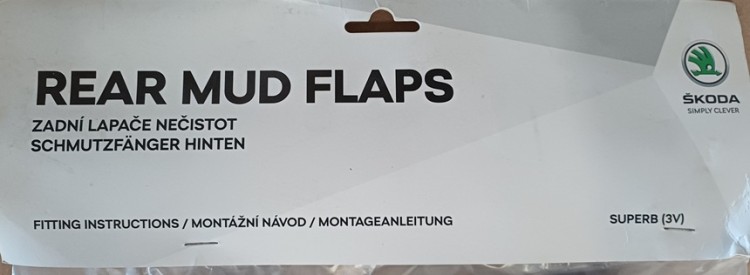 REAR MUD FLAPS
ZADNÍ LAPAČE NEČISTOT
SCHMUTZFÄNGER HINTEN
ŠKODA
SIMPLY CLEVER
FITTING INSTRUCTIONS / MONTÁŽNÍ NÁVOD / MONTAGEANLEITUNG
SUPERB (3V)